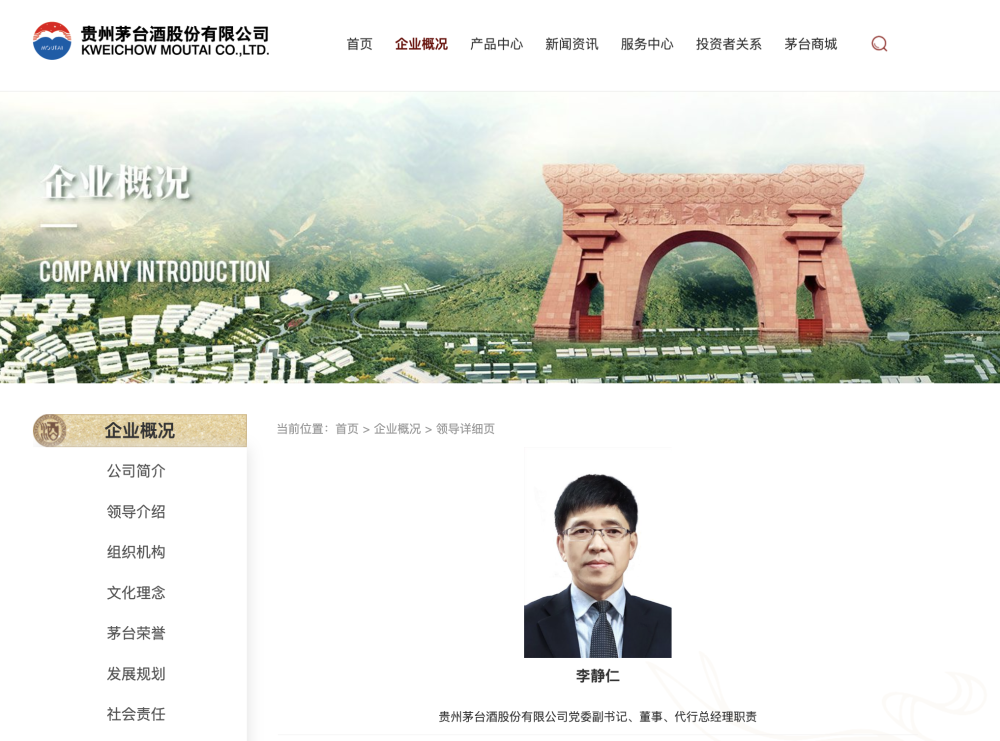 贵州茅台酒股份有限公司
KWEICHOW MOUTAI CO.,LTD.
MOUTAI
首页 企业概况 产品中心 新闻资讯 服务中心 投资者关系 茅台商城
企业概况
COMPANY INTRODUCTION
企业概况
公司简介
领导介绍
组织机构
文化理念
茅台荣誉
发展规划
社会责任
当前位置：首页 > 企业概况 > 领导详细页
李静仁
贵州茅台酒股份有限公司党委副书记、董事、代行总经理职责